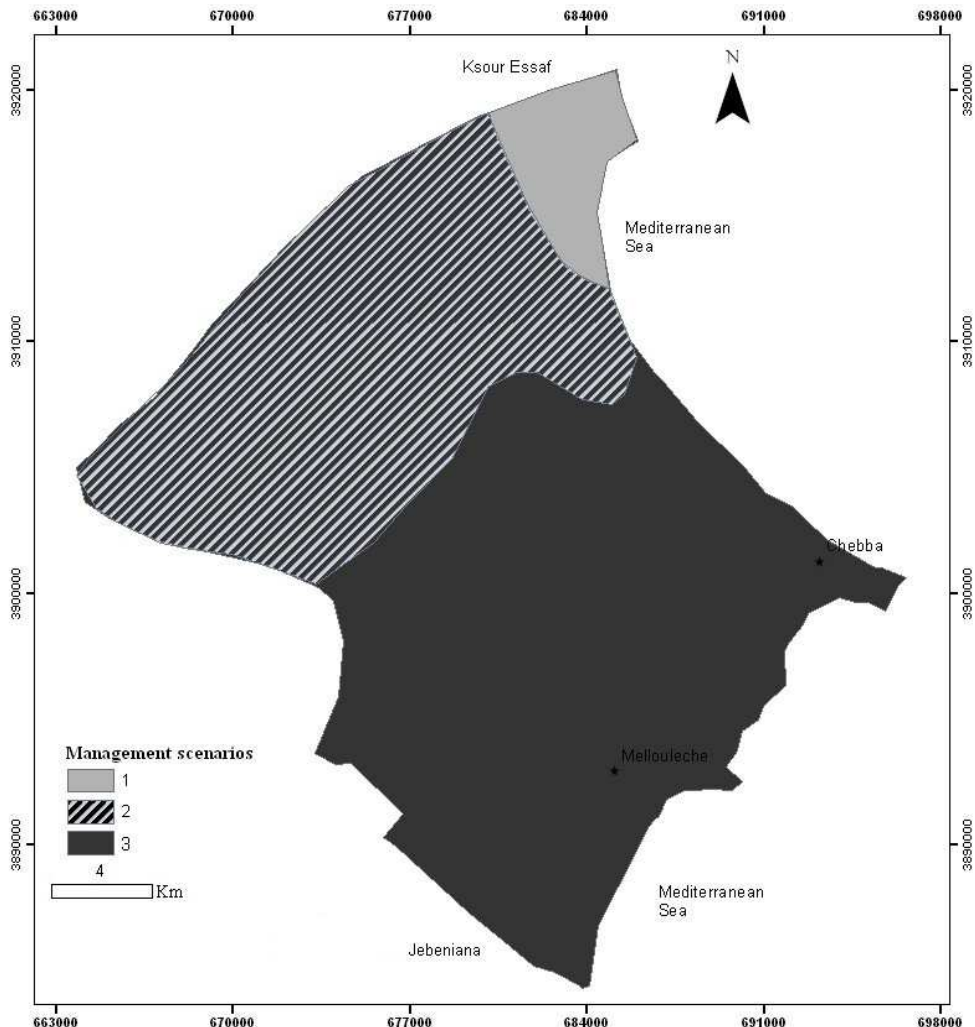 663000 670000 677000 684000 691000 698000
Ksour Essaf
N
3920000
3920000
Mediterranean
Sea
3910000
3910000
Chebba
3900000
3900000
Management scenarios
1
2
3
Mellouleche
3890000
3890000
4
Km
Mediterranean
Sea
Jebeniana
663000 670000 677000 684000 691000 698000